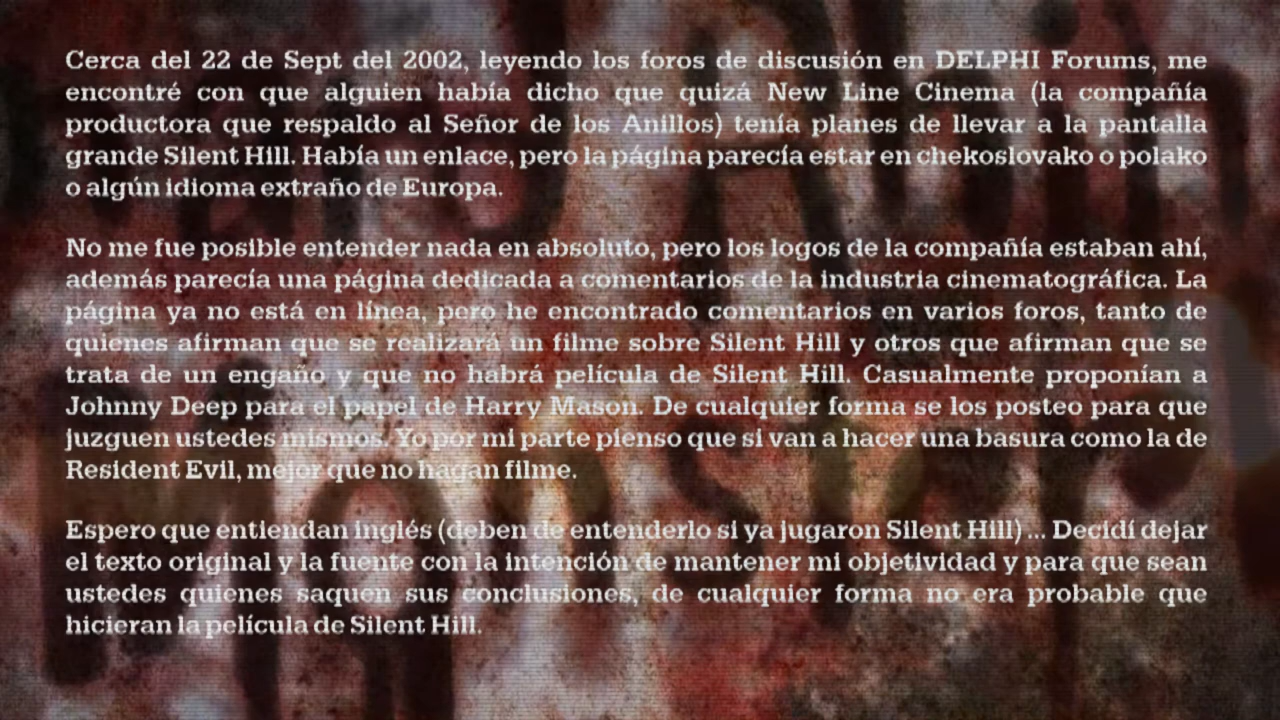 Cerca del 22 de Sept del 2002, leyendo los foros de discusión en DELPHI Forums, me
encontré con que alguien había dicho que quizá New Line Cinema (la compañía
productora que respaldo al Señor de los Anillos) tenía planes de llevar a la pantalla
grande Silent Hill. Había un enlace, pero la página parecía estar en chekoslovako o polako
o algún idioma extraño de Europa.
No me fue posible entender nada en absoluto, pero los logos de la compañía estaban ahí,
además parecía una página dedicada a comentarios de la industria cinematográfica. La
página ya no está en línea, pero he encontrado comentarios en varios foros, tanto de
quienes afirman que se realizará un filme sobre Silent Hill y otros que afirman que se
trata de un engaño y que no habrá película de Silent Hill. Casualmente proponían a
Johnny Deep para el papel de Harry Mason. De cualquier forma se los posteo para que
juzguen ustedes mismos. Yo por mi parte pienso que si van a hacer una basura como la de
Resident Evil, mejor que no hagan filme.
Espero que entiendan inglés (deben de entenderlo si ya jugaron Silent Hill) ... Decidí dejar
el texto original y la fuente con la intención de mantener mi objetividad y para que sean
ustedes quienes saquen sus conclusiones, de cualquier forma no era probable que
hicieran la película de Silent Hill.